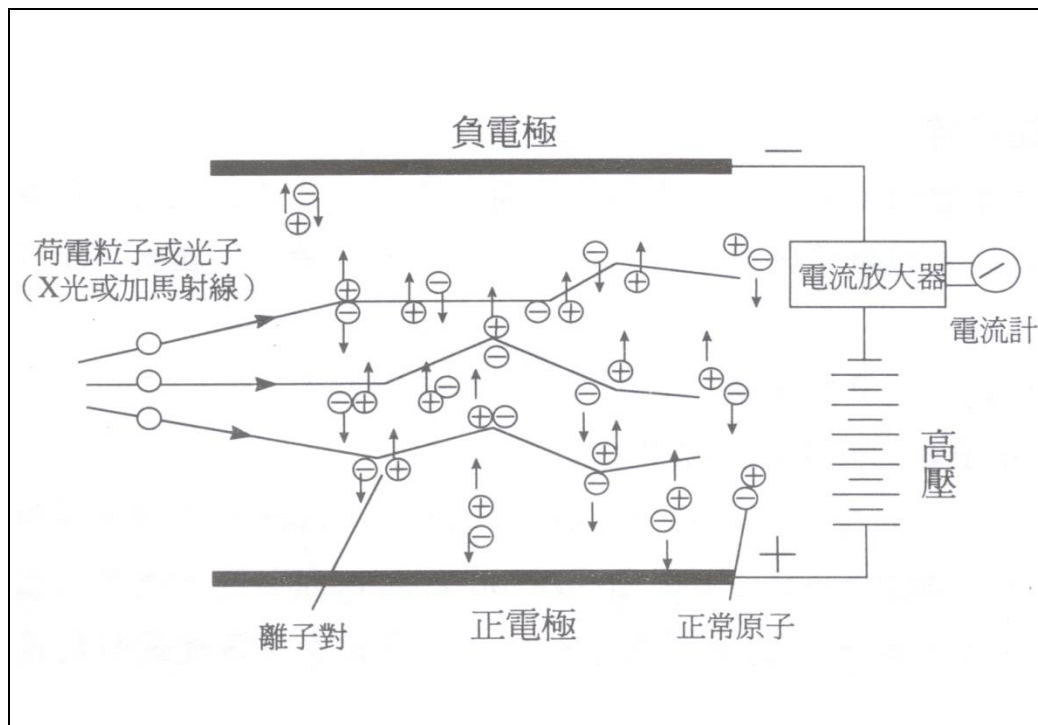 負電極
荷電粒子或光子
（X光或加馬射線）
電流放大器
電流計
高壓
離子對
正電極
正常原子